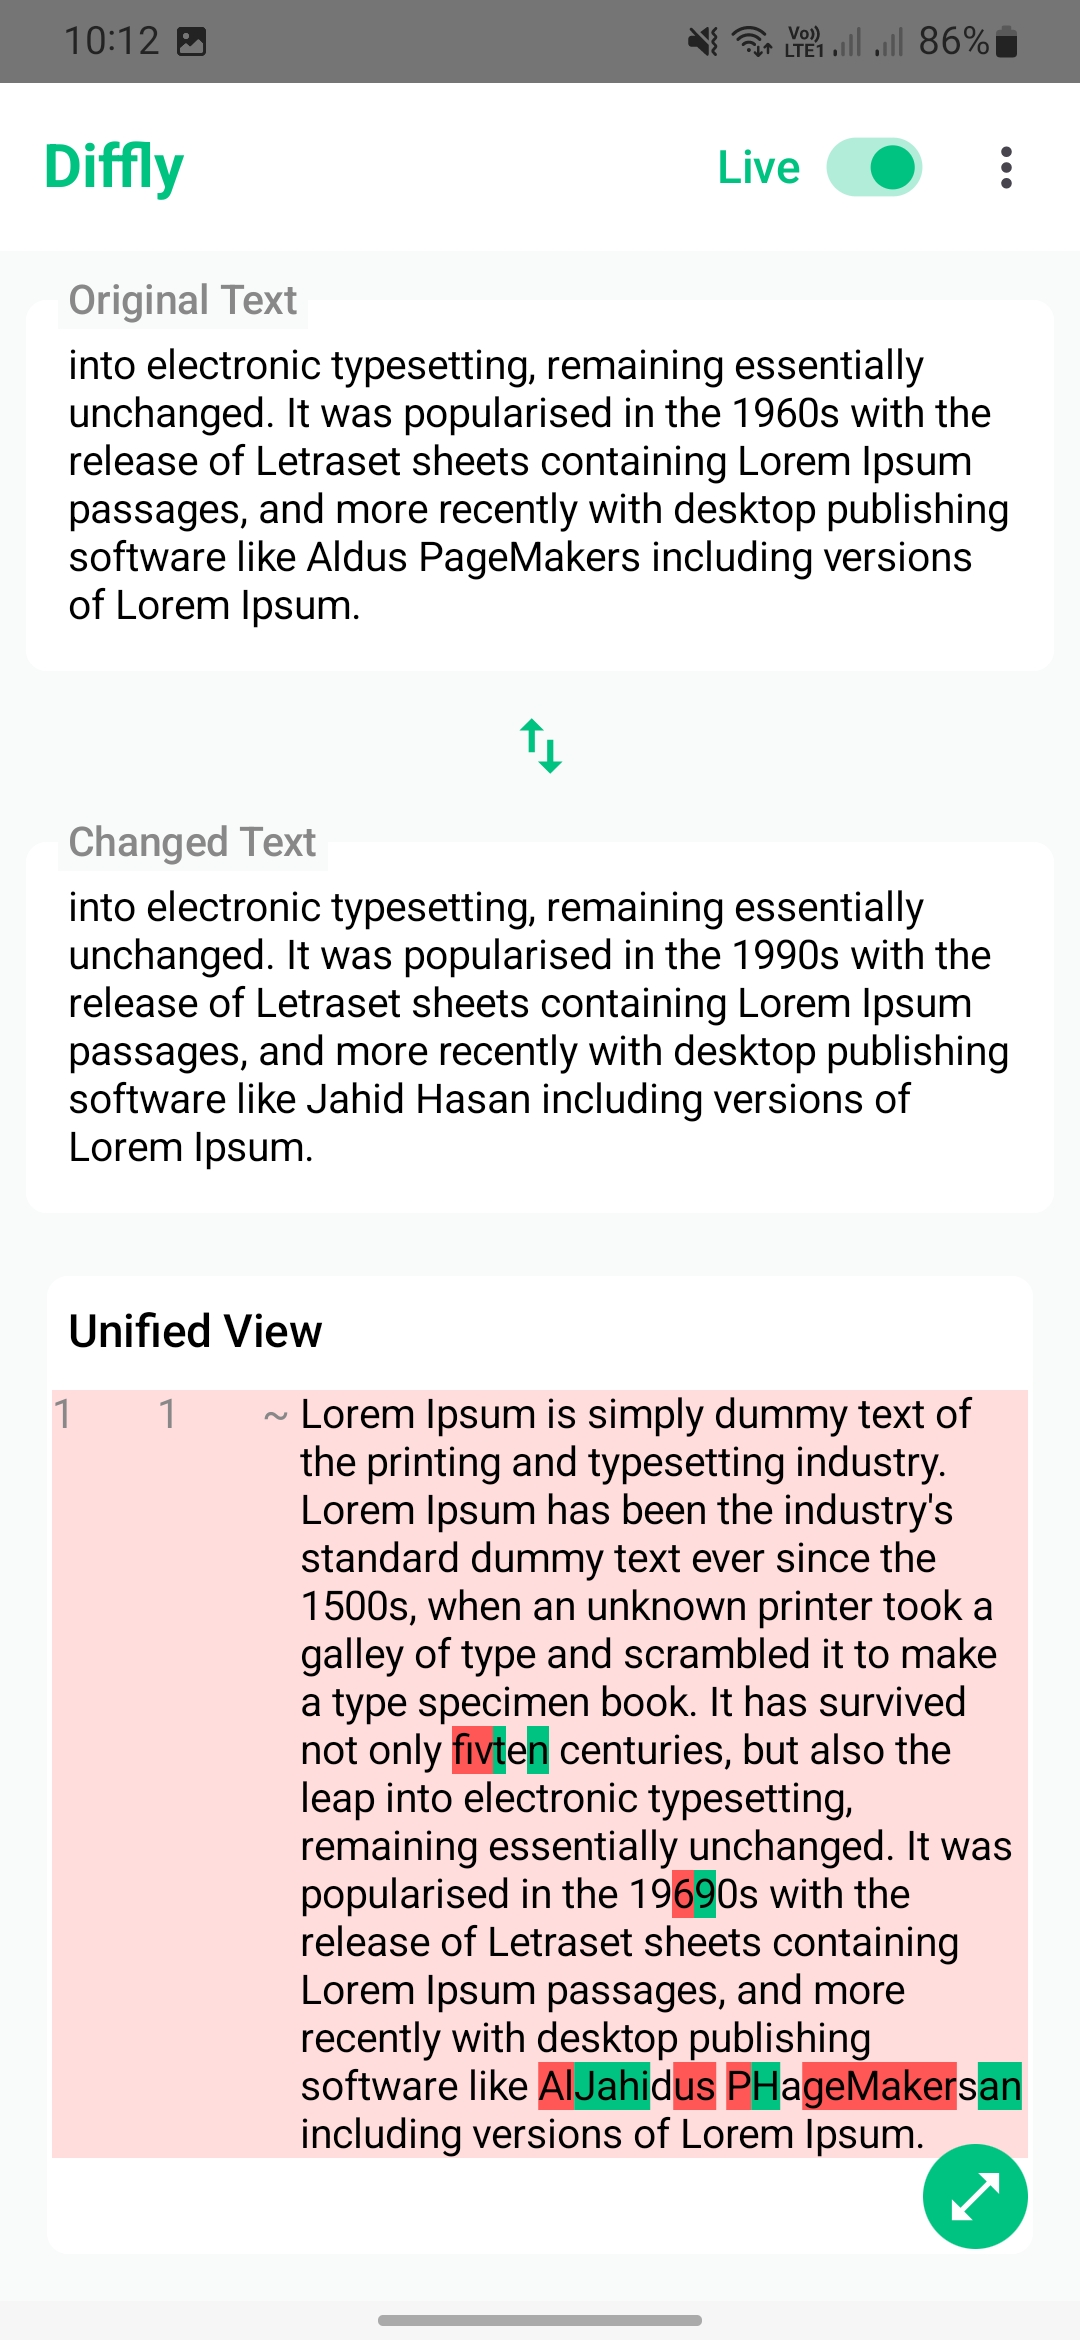 10:12 Vo)) LTE1 86%
Diffly Live
Original Text
into electronic typesetting, remaining essentially
unchanged. It was popularised in the 1960s with the
release of Letraset sheets containing Lorem Ipsum
passages, and more recently with desktop publishing
software like Aldus PageMakers including versions
of Lorem Ipsum.
Changed Text
into electronic typesetting, remaining essentially
unchanged. It was popularised in the 1990s with the
release of Letraset sheets containing Lorem Ipsum
passages, and more recently with desktop publishing
software like Jahid Hasan including versions of
Lorem Ipsum.
Unified View
1 1 ~ Lorem Ipsum is simply dummy text of
the printing and typesetting industry.
Lorem Ipsum has been the industry's
standard dummy text ever since the
1500s, when an unknown printer took a
galley of type and scrambled it to make
a type specimen book. It has survived
not only fivten centuries, but also the
leap into electronic typesetting,
remaining essentially unchanged. It was
popularised in the 19690s with the
release of Letraset sheets containing
Lorem Ipsum passages, and more
recently with desktop publishing
software like AlJahidus PHageMakersan
including versions of Lorem Ipsum.